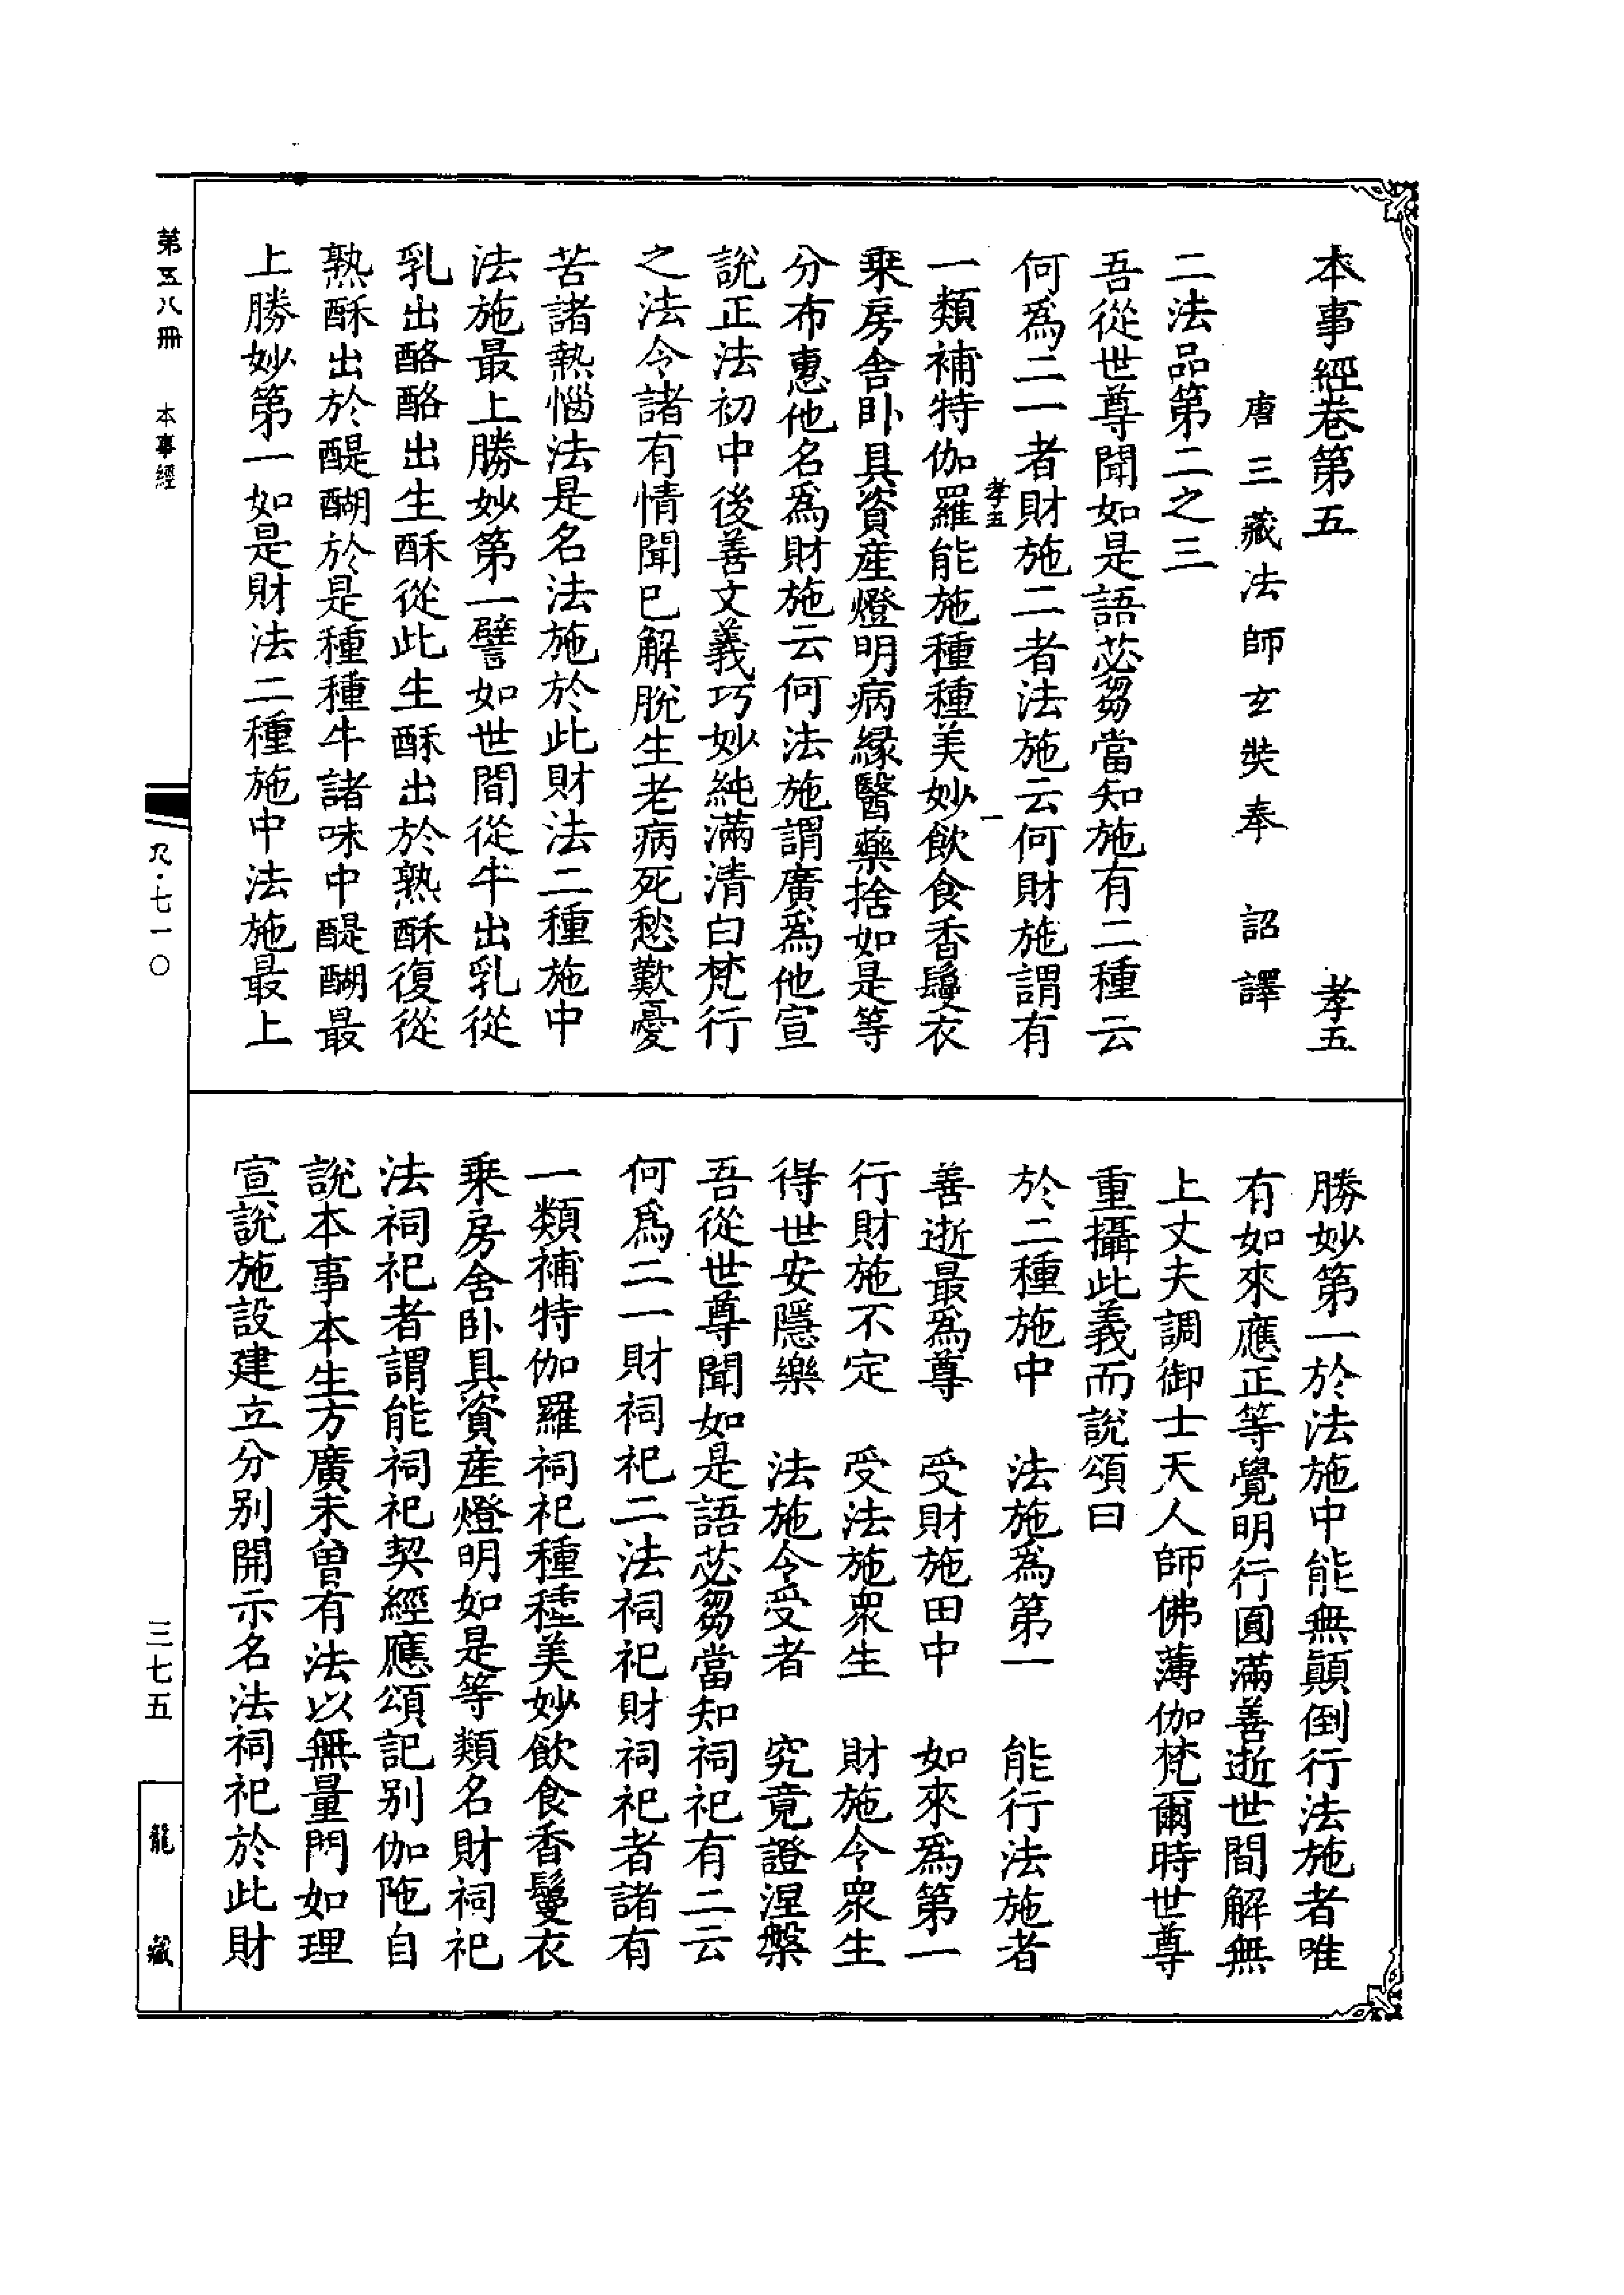 本事經卷第五 孝五
唐三藏法師玄奘奉 詔譯
二法品第二之三
吾從世尊聞如是語苾芻當知施有二種云
何爲二一者財施二者法施云何財施謂有
孝五 一
一類補特伽羅能施種種美妙飲食香鬘衣
乘房舍卧具資産燈明病緣醫藥捨如是等
分布惠他名爲財施云何法施謂廣爲他宣
說正法初中後善文義巧妙純滿清白梵行
之法令諸有情聞已解脫生老病死愁歎憂
苦諸熱惱法是名法施於此財法二種施中
法施最上勝妙第一譬如世間從牛出乳從
乳出酪酪出生酥從此生酥出於熟酥復從
熟酥出於醍醐於是種種牛諸味中醍醐最
上勝妙第一如是財法二種施中法施最上
勝妙第一於法施中能無顛倒行法施者唯
有如來應正等覺明行圓滿善逝世間解無
上丈夫調御士天人師佛薄伽梵爾時世尊
重攝此義而說頌曰
於二種施中 法施爲第一 能行法施者
善逝最爲尊 受財施田中 如來爲第一
行財施不定 受法施衆生 財施令衆生
得世安隱樂 法施令受者 究竟證涅槃
吾從世尊聞如是語苾芻當知祠祀有二云
何爲二一財祠祀二法祠祀財祠祀者諸有
一類補特伽羅祠祀種種美妙飲食香鬘衣
乘房舍卧具資産燈明如是等類名財祠祀
法祠祀者謂能祠祀契經應頌記别伽陁自
說本事本生方廣未曾有法以無量門如理
宣說施設建立分别開示名法祠祀於此財
第五八冊 本事經
尺·七一〇
三七五
龍藏